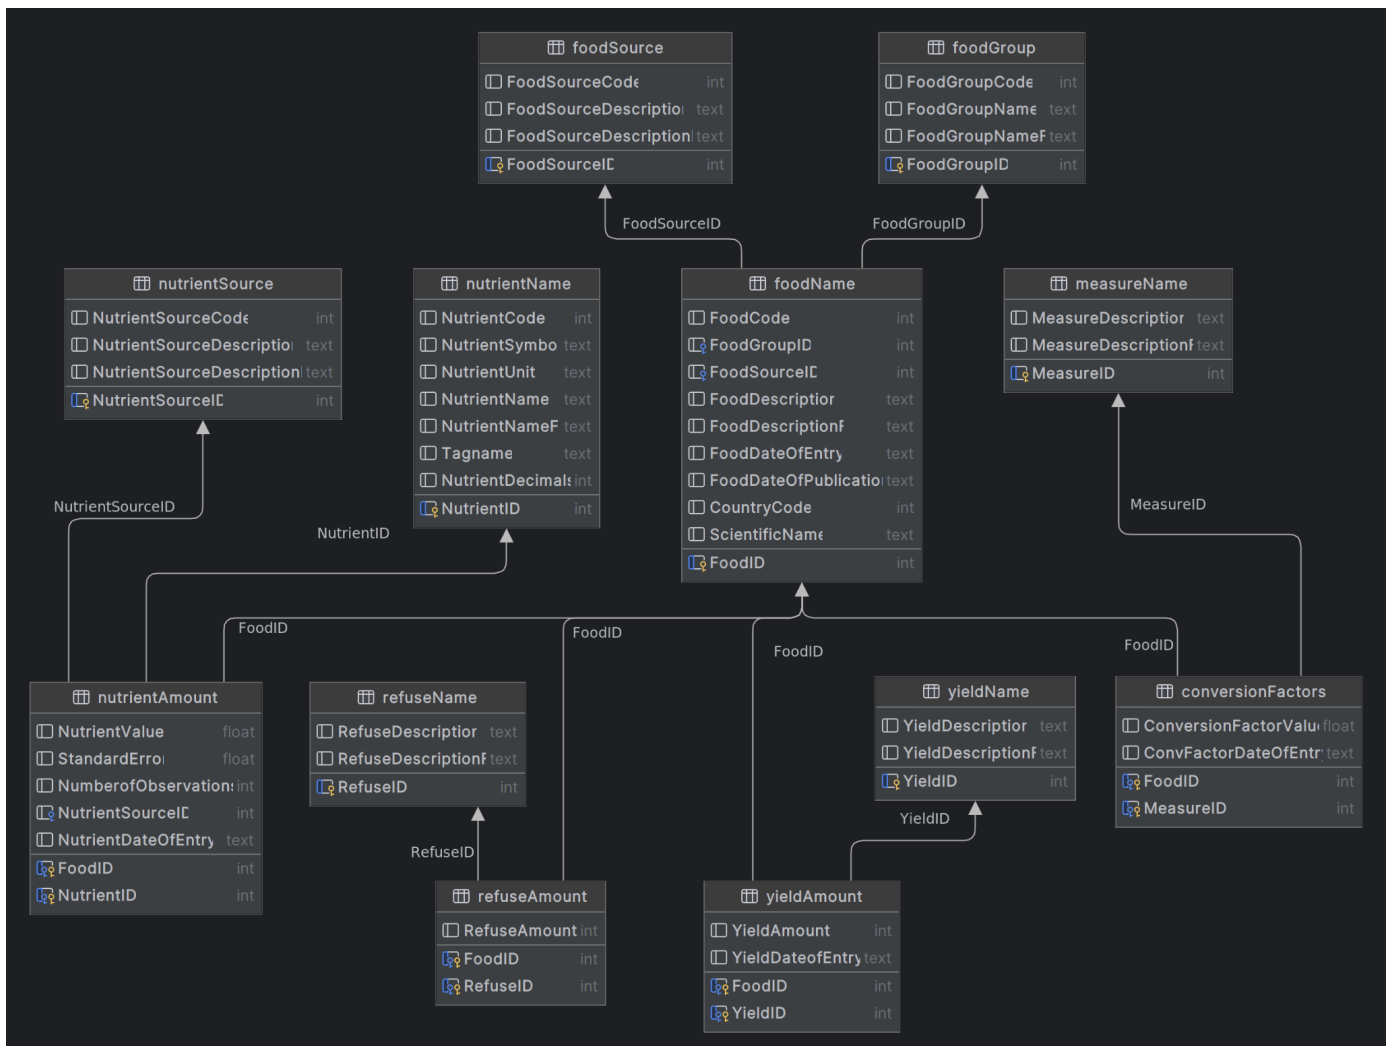 foodSource
FoodSourceCode int
FoodSourceDescriptio text
FoodSourceDescription text
FoodSourceID int
foodGroup
FoodGroupCode int
FoodGroupName text
FoodGroupNameF text
FoodGroupID int
FoodSourceID
FoodGroupID
nutrientSource
NutrientSourceCode int
NutrientSourceDescriptio text
NutrientSourceDescription text
NutrientSourceID int
nutrientName
NutrientCode int
NutrientSymbo text
NutrientUnit text
NutrientName text
NutrientNameF text
Tagname text
NutrientDecimals int
NutrientID int
foodName
FoodCode int
FoodGroupID int
FoodSourceID int
FoodDescription text
FoodDescriptionF text
FoodDateOfEntry text
FoodDateOfPublicatio text
CountryCode int
ScientificName text
FoodID int
measureName
MeasureDescription text
MeasureDescriptionF text
MeasureID int
NutrientSourceID
NutrientID
MeasureID
FoodID
FoodID
FoodID
FoodID
nutrientAmount
NutrientValue float
StandardError float
NumberofObservations int
NutrientSourceID int
NutrientDateOfEntry text
FoodID int
NutrientID int
refuseName
RefuseDescription text
RefuseDescriptionF text
RefuseID int
yieldName
YieldDescription text
YieldDescriptionF text
YieldID int
conversionFactors
ConversionFactorValu float
ConvFactorDateOfEntr text
FoodID int
MeasureID int
RefuseID
YieldID
refuseAmount
RefuseAmount int
FoodID int
RefuseID int
yieldAmount
YieldAmount int
YieldDateofEntry text
FoodID int
YieldID int